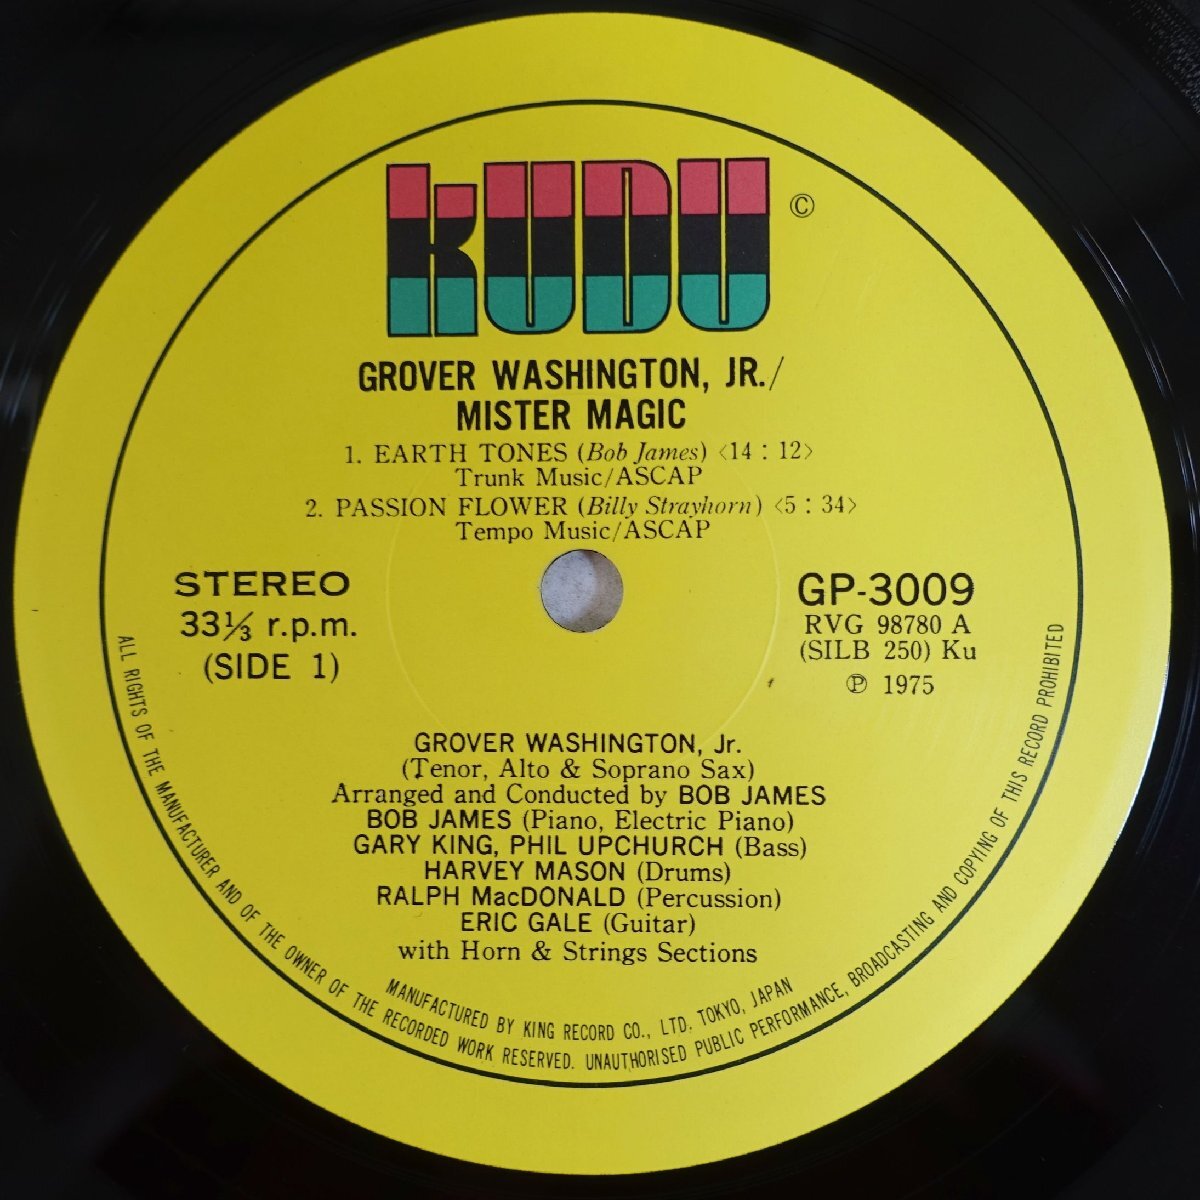 kUDU ©
GROVER WASHINGTON, JR./
MISTER MAGIC
1. EARTH TONES (Bob James) 〈14 : 12〉
Trunk Music/ASCAP
2. PASSION FLOWER (Billy Strayhorn) 〈5 : 34〉
Tempo Music/ASCAP
STEREO
33⅓ r.p.m.
(SIDE 1)
GP-3009
RVG 98780 A
(SILB 250) Ku
℗ 1975
GROVER WASHINGTON, Jr.
(Tenor, Alto & Soprano Sax)
Arranged and Conducted by BOB JAMES
BOB JAMES (Piano, Electric Piano)
GARY KING, PHIL UPCHURCH (Bass)
HARVEY MASON (Drums)
RALPH MacDONALD (Percussion)
ERIC GALE (Guitar)
with Horn & Strings Sections
MANUFACTURED BY KING RECORD CO., LTD. TOKYO, JAPAN
ALL RIGHTS OF THE MANUFACTURER AND OF THE OWNER OF THE RECORDED WORK RESERVED. UNAUTHORISED PUBLIC PERFORMANCE, BROADCASTING AND COPYING OF THIS RECORD PROHIBITED